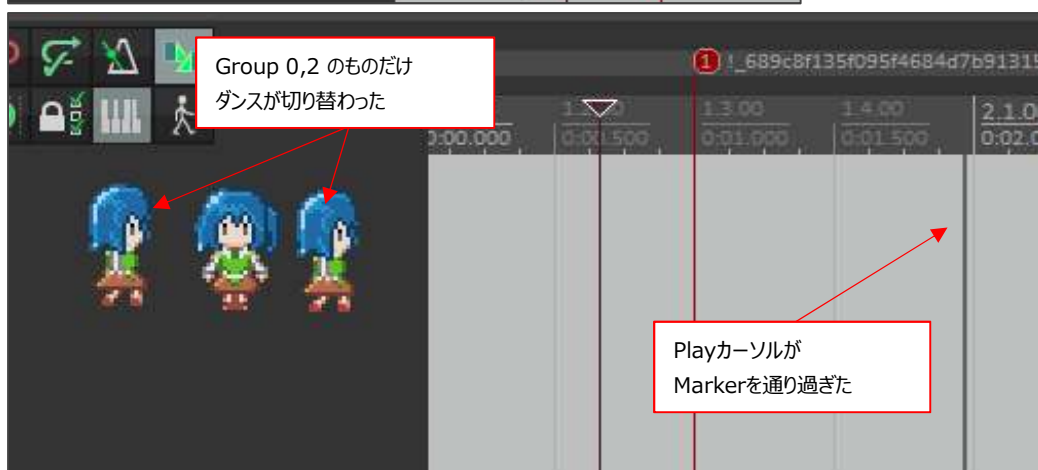 Group 0,2 のものだけ
ダンスが切り替わった
1 !_689c8f135f095f4684d7b91315
1.3.00
1.4.00
2.1.0
0:00.000
0:00.500
0:01.000
0:01.500
0:02.0
Playカーソルが
Markerを通り過ぎた